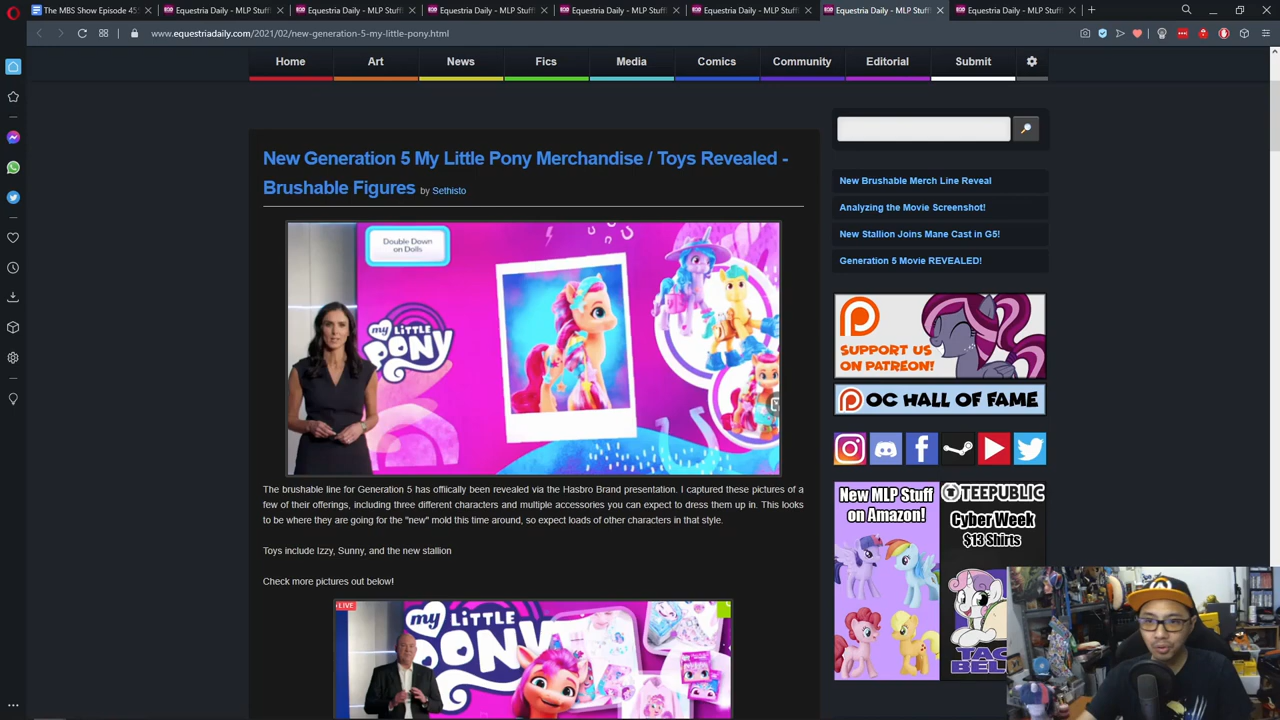 The MBS Show Episode 45
Equestria Daily - MLP Stuff
Equestria Daily - MLP Stuff
Equestria Daily - MLP Stuff
Equestria Daily - MLP Stuff
Equestria Daily - MLP Stuff
Equestria Daily - MLP Stuff
Equestria Daily - MLP Stuff
www.equestriadaily.com/2021/02/new-generation-5-my-little-pony.html
Home
Art
News
Fics
Media
Comics
Community
Editorial
Submit
New Generation 5 My Little Pony Merchandise / Toys Revealed -
Brushable Figures by Sethisto
Double Down
on Dolls
my
LiTTLE
PONY
The brushable line for Generation 5 has offiically been revealed via the Hasbro Brand presentation. I captured these pictures of a
few of their offerings, including three different characters and multiple accessories you can expect to dress them up in. This looks
to be where they are going for the "new" mold this time around, so expect loads of other characters in that style.
Toys include Izzy, Sunny, and the new stallion
Check more pictures out below!
LIVE
my
LiTTLE
PONY
New Brushable Merch Line Reveal
Analyzing the Movie Screenshot!
New Stallion Joins Mane Cast in G5!
Generation 5 Movie REVEALED!
SUPPORT US
ON PATREON!
OC HALL OF FAME
New MLP Stuff
on Amazon!
TEEPUBLIC
Cyber Week
$13 Shirts